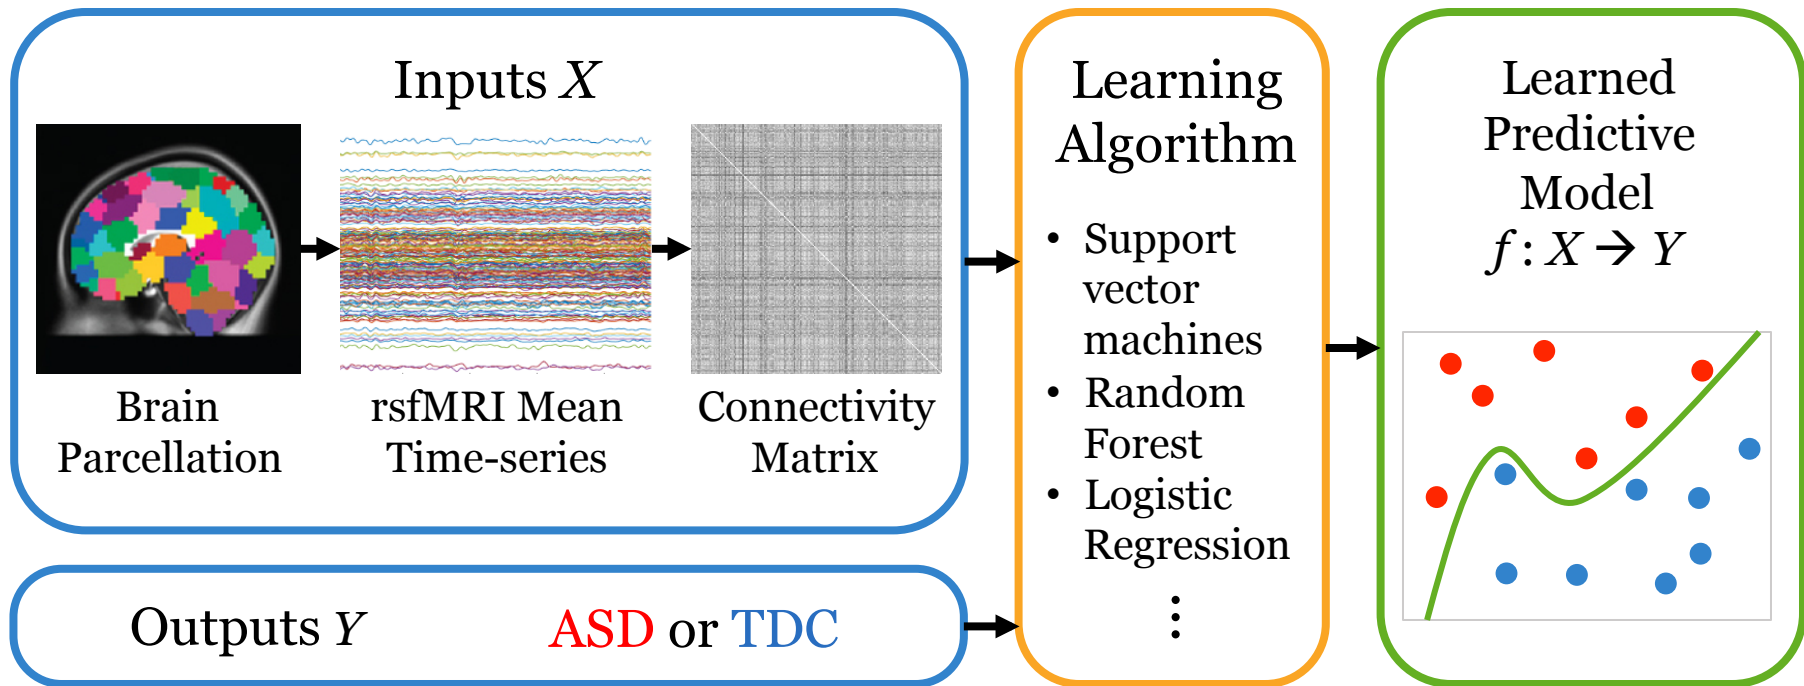 Inputs X
Brain
Parcellation
rsfMRI Mean
Time-series
Connectivity
Matrix
Outputs Y
ASD or TDC
Learning
Algorithm
• Support
vector
machines
• Random
Forest
• Logistic
Regression
⋮
Learned
Predictive
Model
f : X → Y